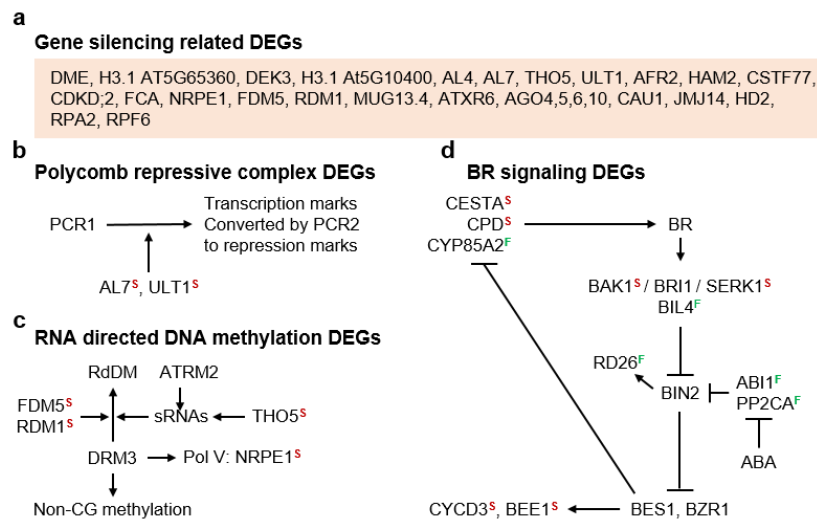 a
Gene silencing related DEGs
DME, H3.1 AT5G65360, DEK3, H3.1 At5G10400, AL4, AL7, THO5, ULT1, AFR2, HAM2, CSTF77,
CDKD;2, FCA, NRPE1, FDM5, RDM1, MUG13.4, ATXR6, AGO4,5,6,10, CAU1, JMJ14, HD2,
RPA2, RPF6
b
Polycomb repressive complex DEGs
PCR1
Transcription marks
Converted by PCR2
to repression marks
AL7S, ULT1S
c
RNA directed DNA methylation DEGs
RdDM
ATRM2
FDM5S
RDM1S
sRNAs
THO5S
DRM3
Pol V: NRPE1S
Non-CG methylation
d
BR signaling DEGs
CESTAS
CPDS
CYP85A2F
BR
BAK1S / BRI1 / SERK1S
BIL4F
RD26F
BIN2
ABI1F
PP2CAF
ABA
CYCD3S, BEE1S
BES1, BZR1